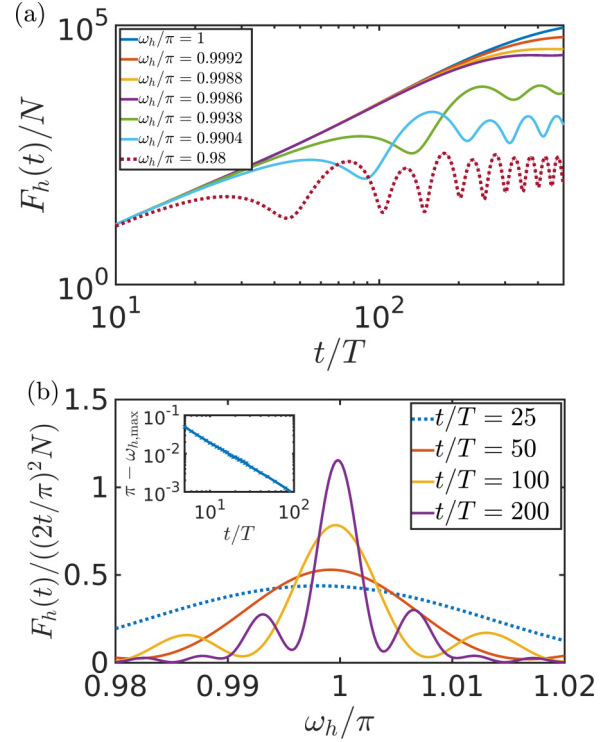 (a)
10^5
F_h(t)/N
ω_h/π = 1
ω_h/π = 0.9992
ω_h/π = 0.9988
ω_h/π = 0.9986
ω_h/π = 0.9938
ω_h/π = 0.9904
ω_h/π = 0.98
10^0
10^1
10^2
t/T
(b)
1.5
1
0.5
0
F_h(t)/((2t/π)^2N)
π − ω_h,max
10^-1
10^-2
10^-3
10^1
10^2
t/T
t/T = 25
t/T = 50
t/T = 100
t/T = 200
0.98
0.99
1
1.01
1.02
ω_h/π